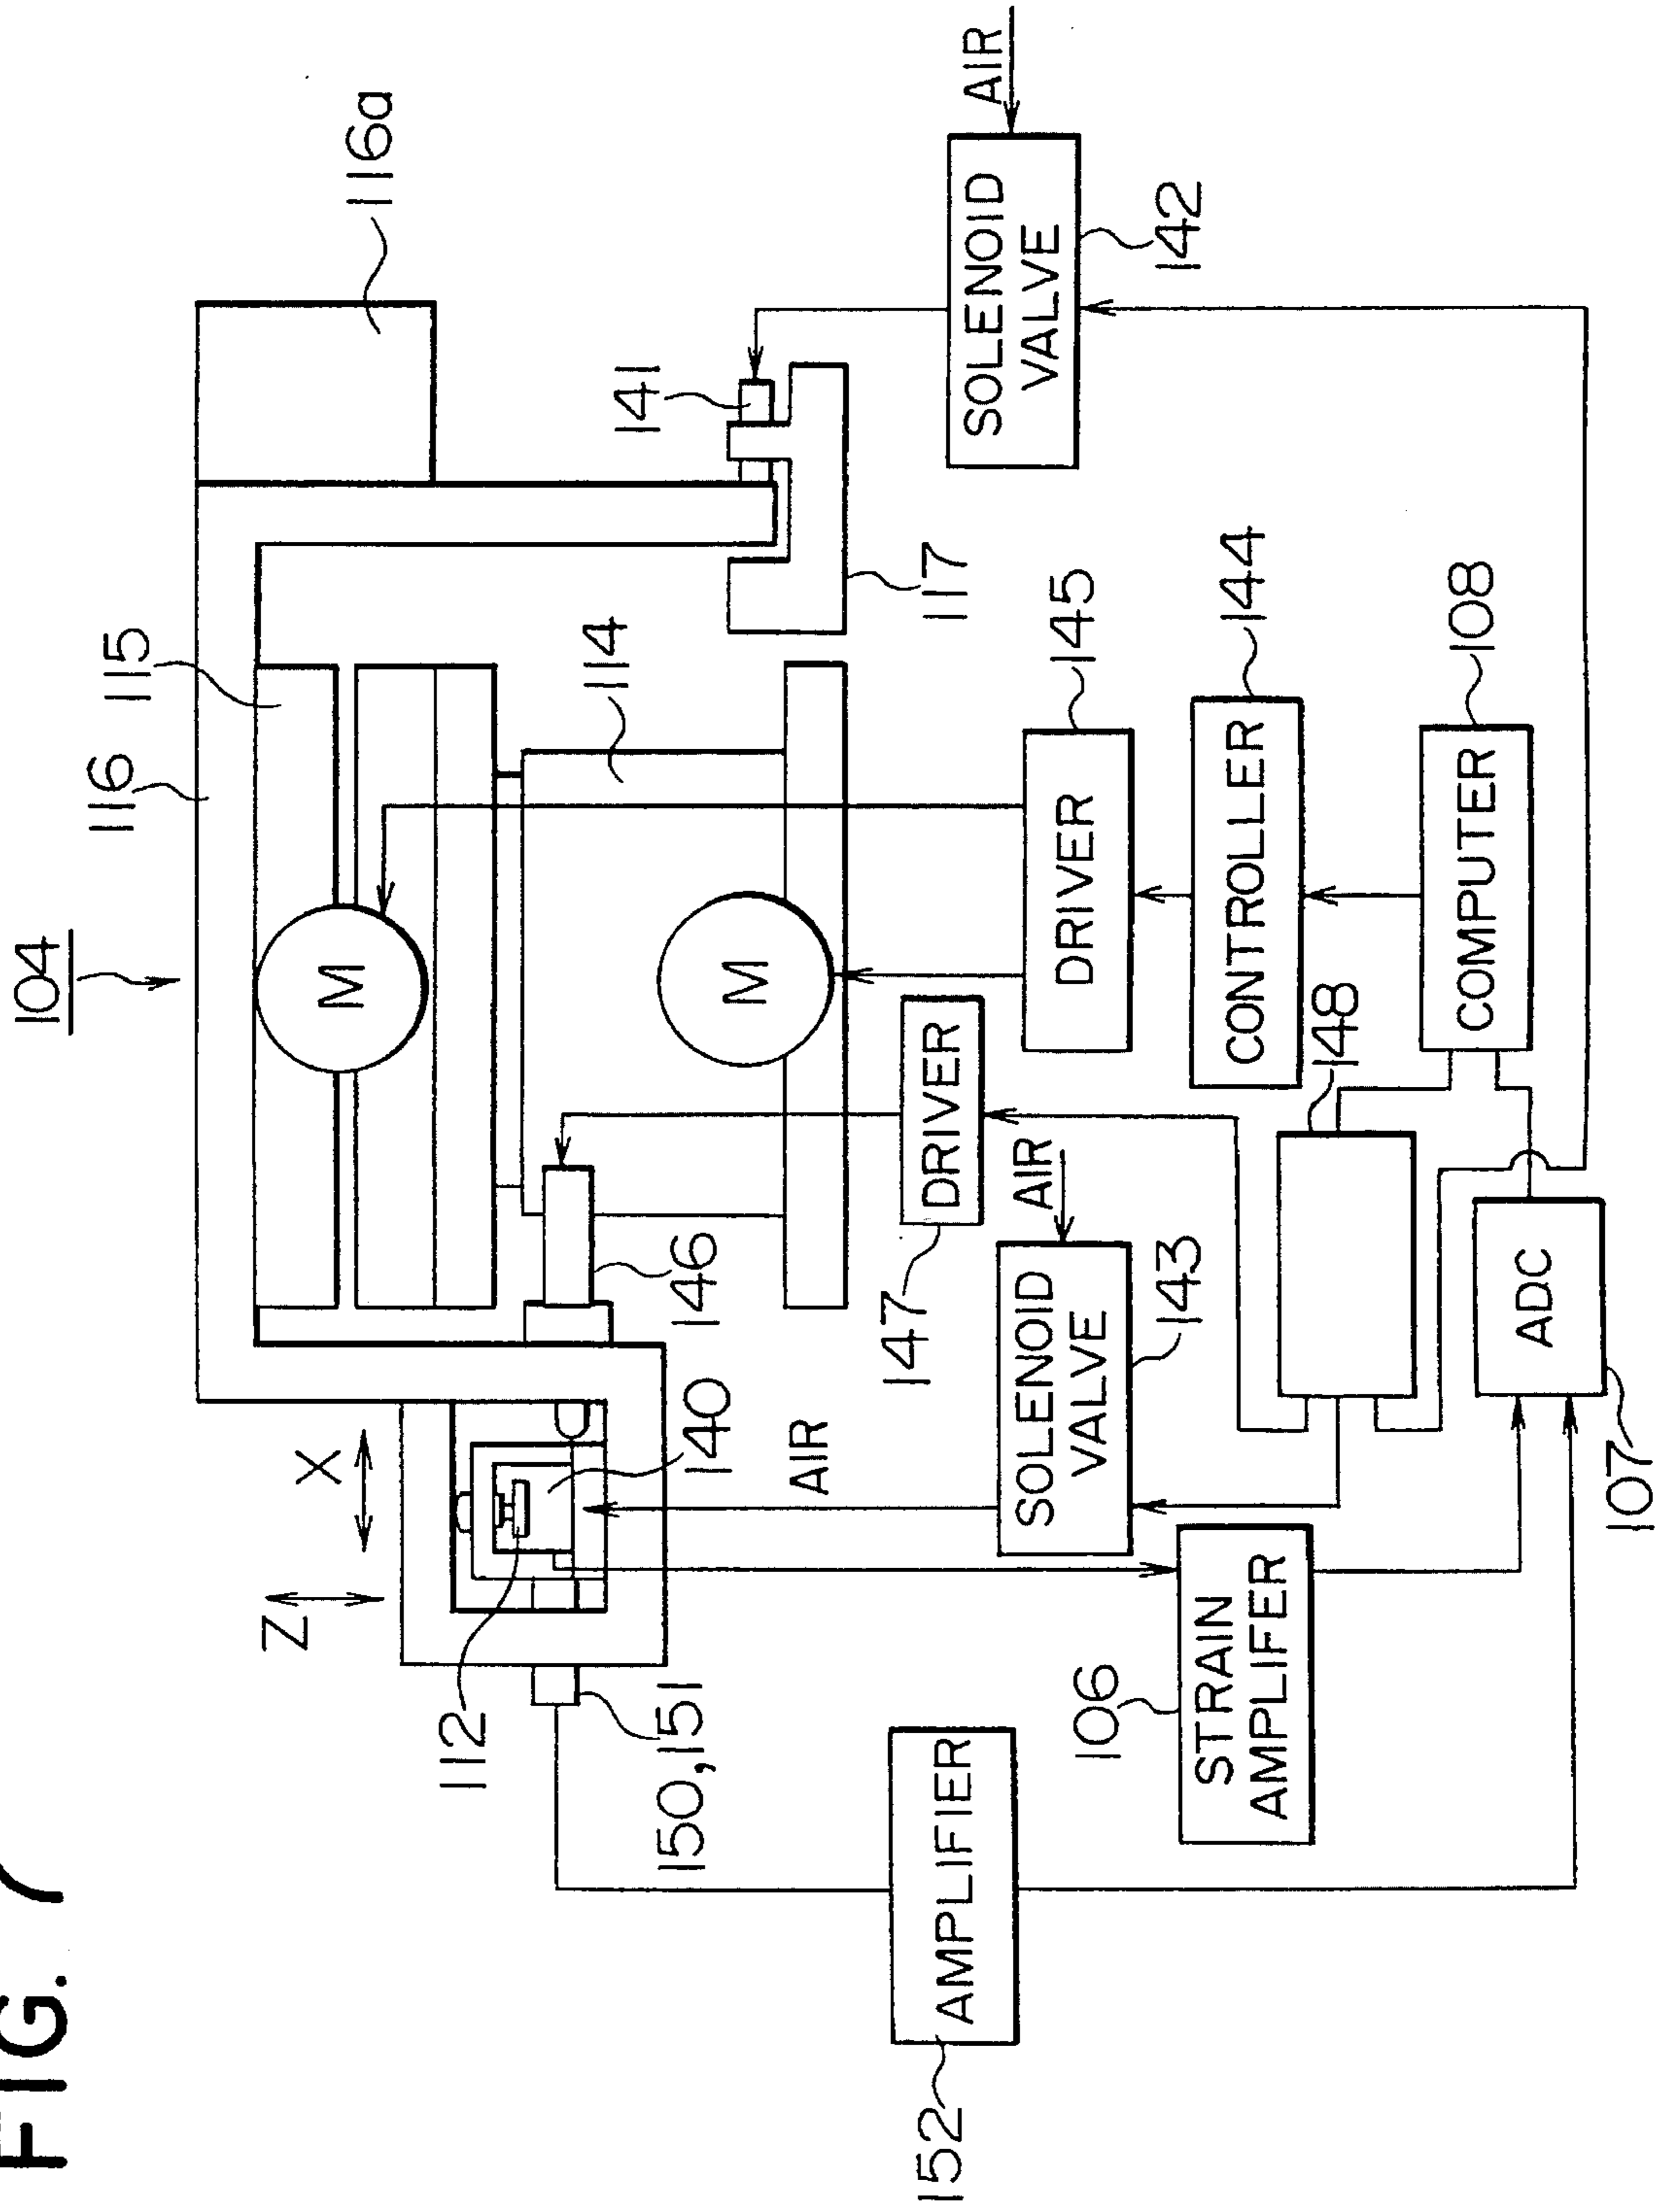 FIG. 7
104
116
115
116a
114
141
117
Z
X
112
140
146
150,151
AIR
147
DRIVER
AIR
DRIVER
145
SOLENOID
VALVE
142
AIR
SOLENOID
VALVE
143
152
AMPLIFIER
106
STRAIN
AMPLIFER
CONTROLLER
144
148
COMPUTER
108
ADC
107
M
M